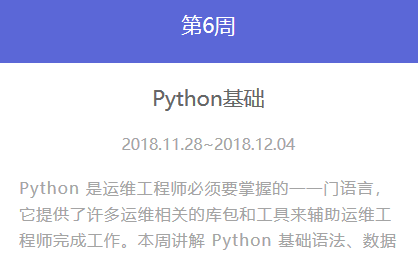 第6周
Python基础
2018.11.28~2018.12.04
Python 是运维工程师必须要掌握的一一门语言，
它提供了许多运维相关的库包和工具来辅助运维工
程师完成工作。本周讲解 Python 基础语法、数据